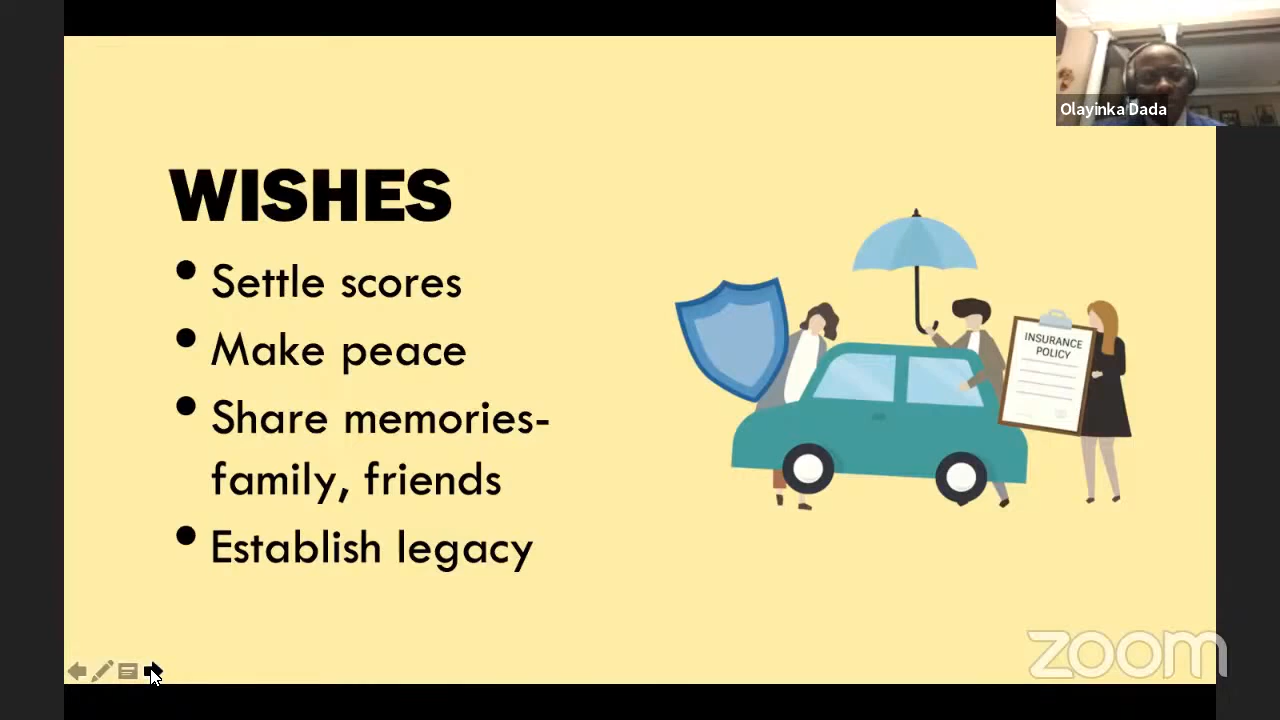 Olayinka Dada
WISHES
• Settle scores
• Make peace
• Share memories-
family, friends
• Establish legacy
INSURANCE
POLICY
zoom